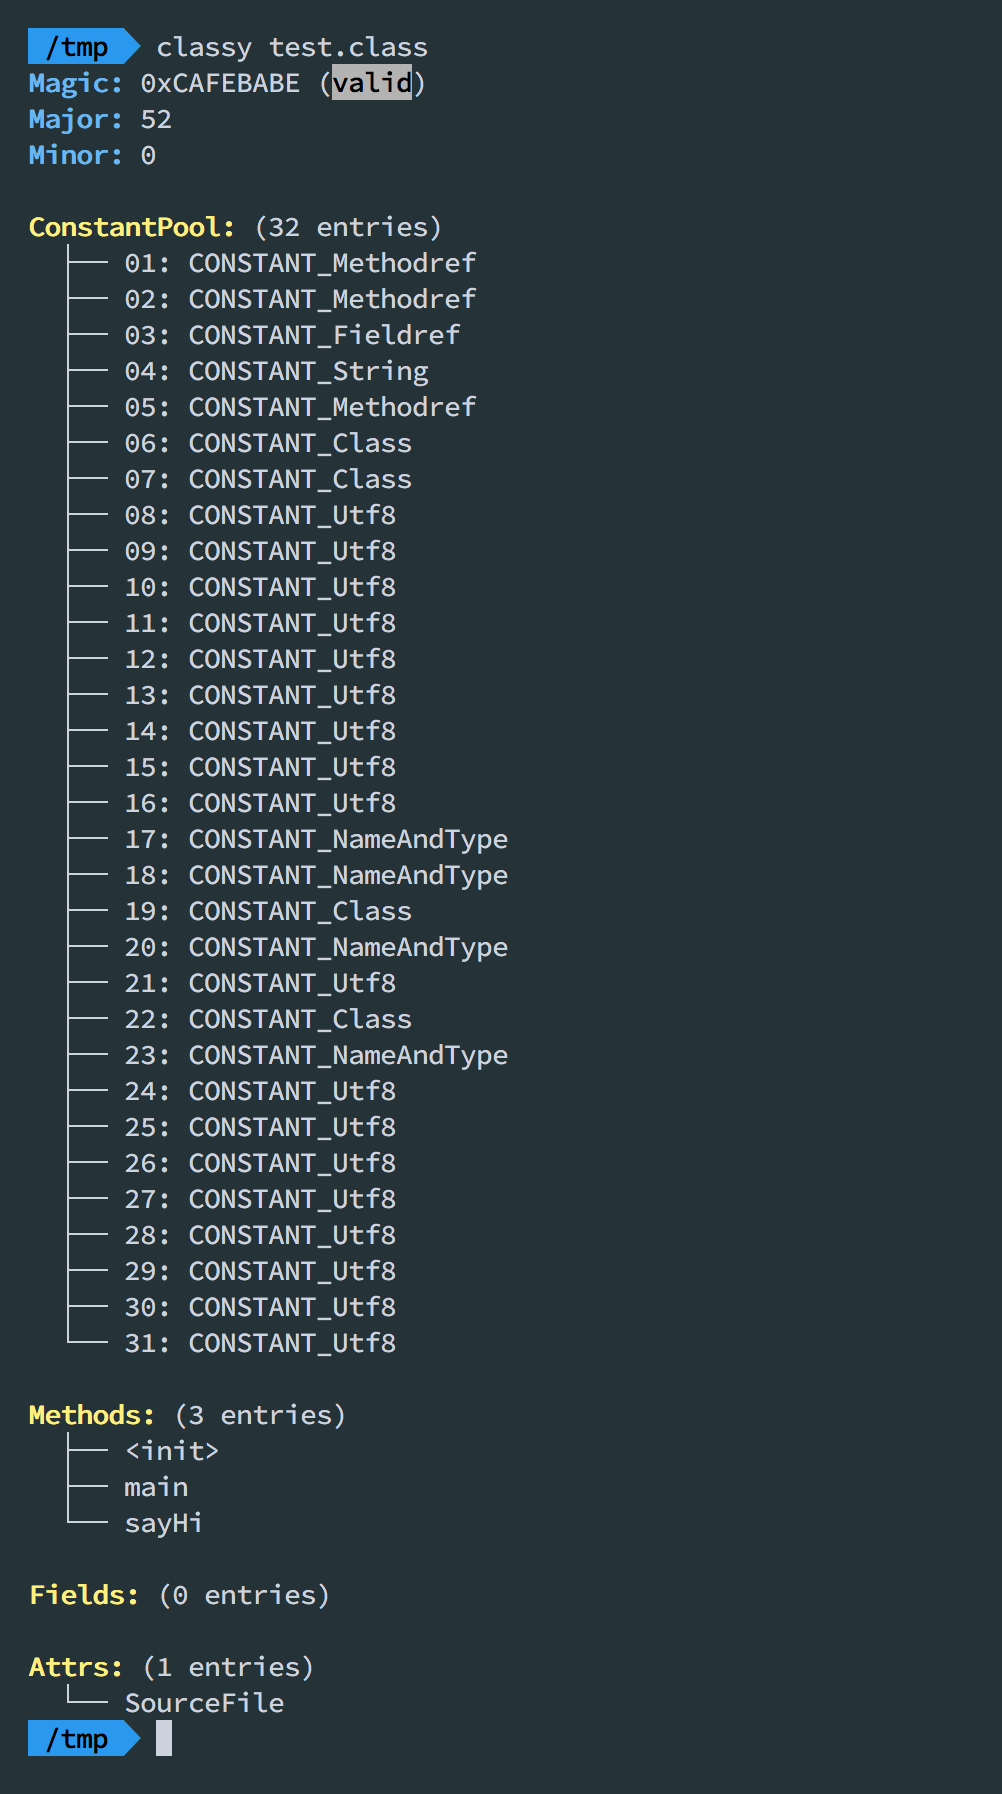 /tmp classy test.class
Magic: 0xCAFEBABE (valid)
Major: 52
Minor: 0
ConstantPool: (32 entries)
01: CONSTANT_Methodref
02: CONSTANT_Methodref
03: CONSTANT_Fieldref
04: CONSTANT_String
05: CONSTANT_Methodref
06: CONSTANT_Class
07: CONSTANT_Class
08: CONSTANT_Utf8
09: CONSTANT_Utf8
10: CONSTANT_Utf8
11: CONSTANT_Utf8
12: CONSTANT_Utf8
13: CONSTANT_Utf8
14: CONSTANT_Utf8
15: CONSTANT_Utf8
16: CONSTANT_Utf8
17: CONSTANT_NameAndType
18: CONSTANT_NameAndType
19: CONSTANT_Class
20: CONSTANT_NameAndType
21: CONSTANT_Utf8
22: CONSTANT_Class
23: CONSTANT_NameAndType
24: CONSTANT_Utf8
25: CONSTANT_Utf8
26: CONSTANT_Utf8
27: CONSTANT_Utf8
28: CONSTANT_Utf8
29: CONSTANT_Utf8
30: CONSTANT_Utf8
31: CONSTANT_Utf8
Methods: (3 entries)
<init>
main
sayHi
Fields: (0 entries)
Attrs: (1 entries)
SourceFile
/tmp